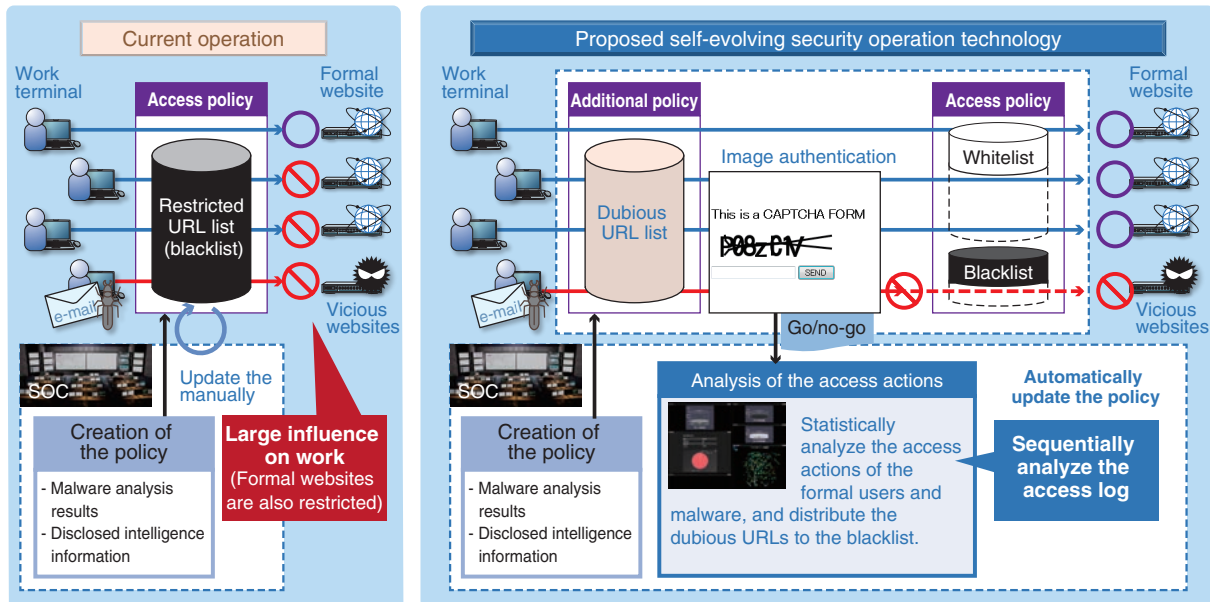 Current operation
Work
terminal
Formal
website
Access policy
Restricted
URL list
(blacklist)
e-mail
Vicious
websites
SOC
Update the
manually
Creation of
the policy
- Malware analysis
results
- Disclosed intelligence
information
Large influence
on work
(Formal websites
are also restricted)
Proposed self-evolving security operation technology
Work
terminal
Formal
website
Additional policy
Access policy
Image authentication
Whitelist
Dubious
URL list
This is a CAPTCHA FORM
D08zC1V
SEND
Blacklist
e-mail
Vicious
websites
Go/no-go
SOC
Creation of
the policy
- Malware analysis
results
- Disclosed intelligence
information
Analysis of the access actions
Statistically
analyze the access
actions of the
formal users and
malware, and distribute the
dubious URLs to the blacklist.
Automatically
update the policy
Sequentially
analyze the
access log